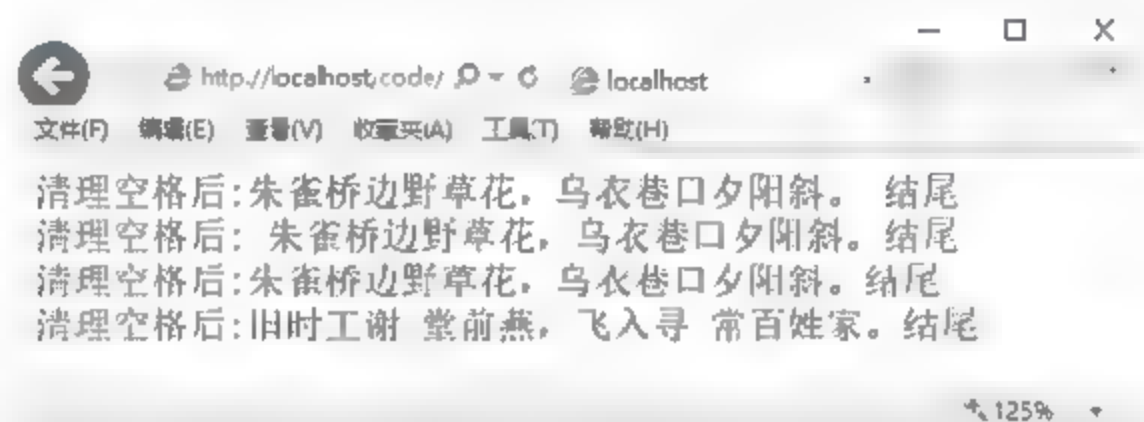 http://localhost/code/ localhost
文件(F) 编辑(E) 查看(V) 收藏夹(A) 工具(T) 帮助(H)
清理空格后:朱雀桥边野草花，乌衣巷口夕阳斜。 结尾
清理空格后: 朱雀桥边野草花，乌衣巷口夕阳斜。结尾
清理空格后:朱雀桥边野草花，乌衣巷口夕阳斜。结尾
清理空格后:旧时王谢 堂前燕，飞入寻 常百姓家。结尾
125%